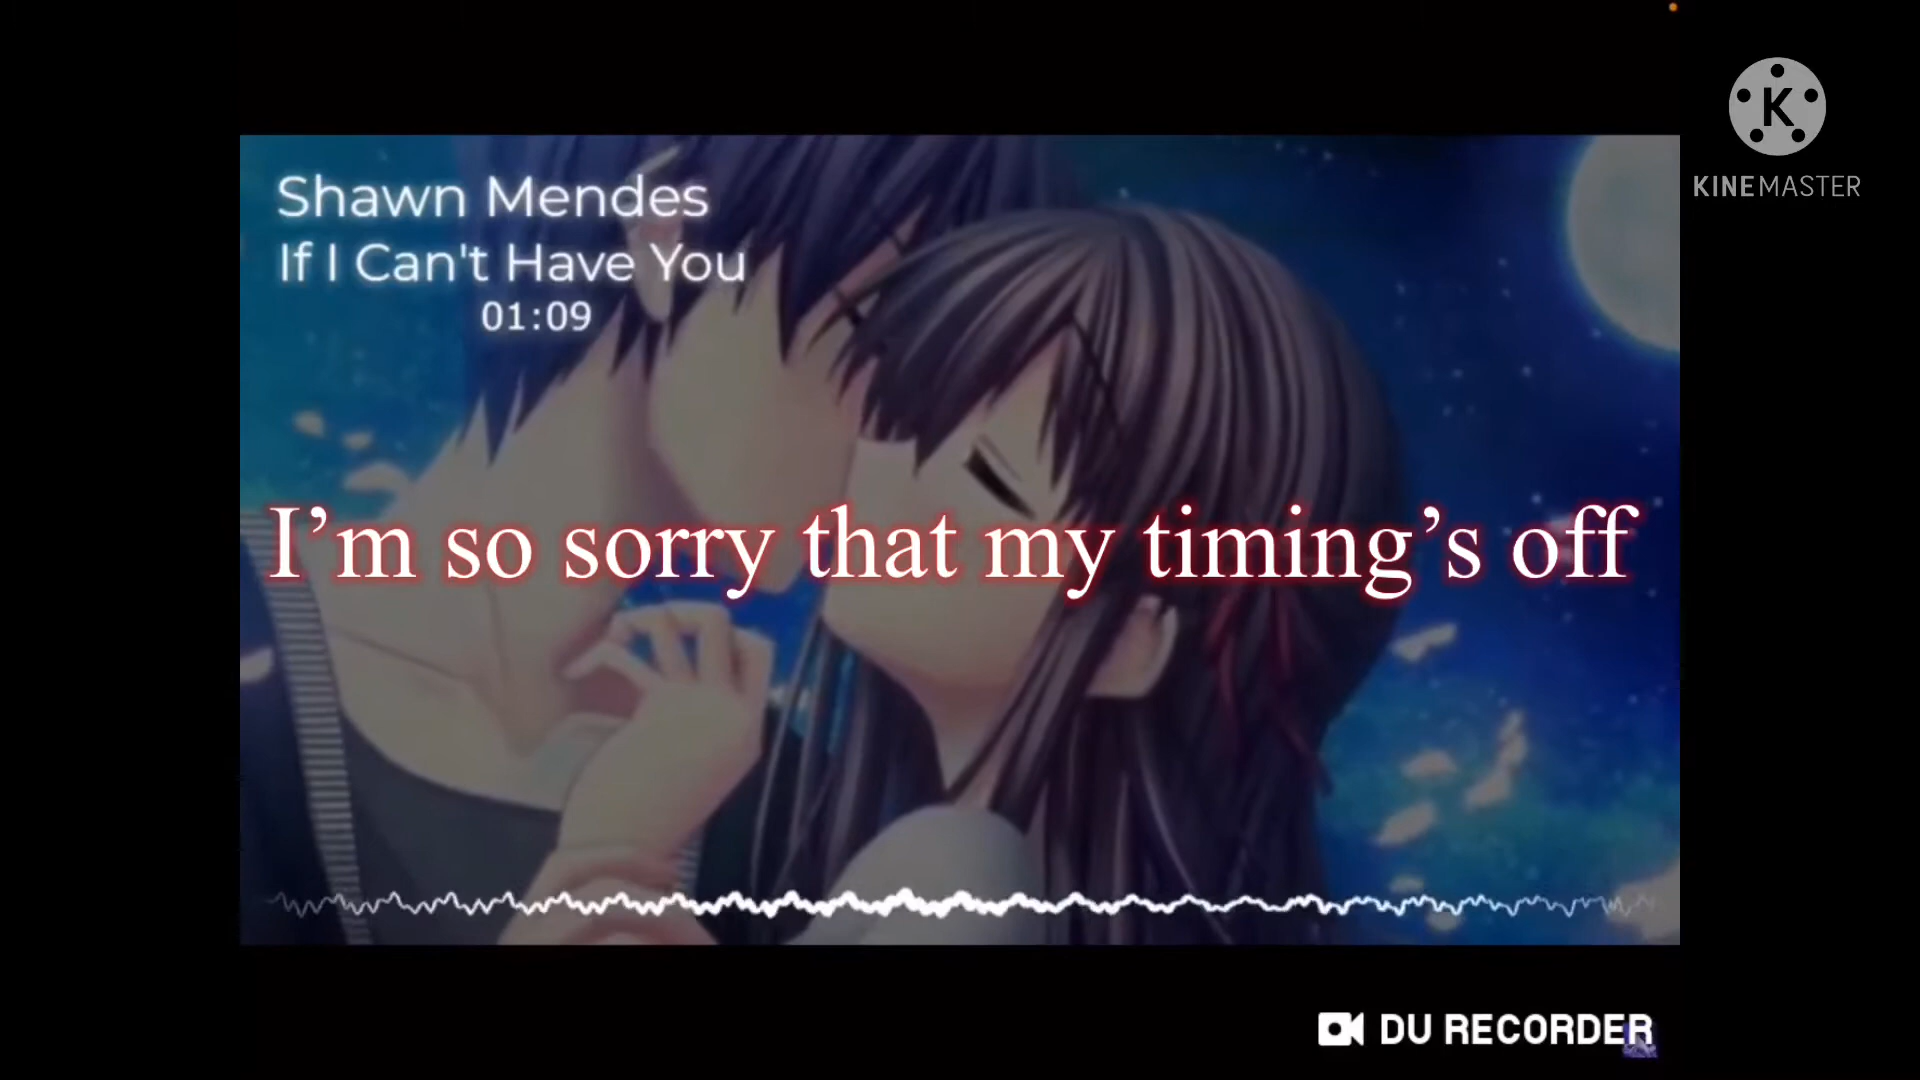 K
KINEMASTER
Shawn Mendes
If I Can't Have You
01:09
I’m so sorry that my timing’s off
DU RECORDER